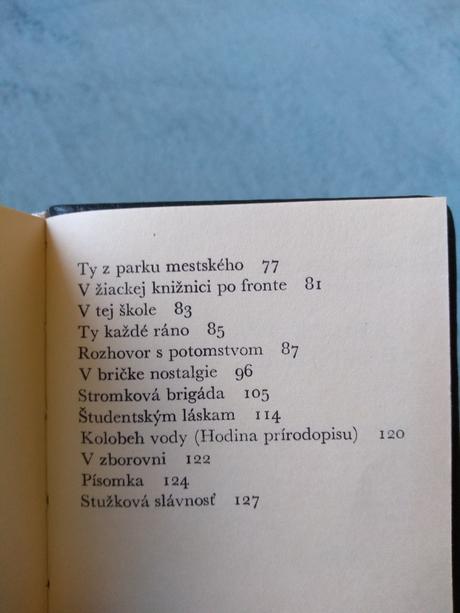 Ty z parku mestského 77
V žiackej knižnici po fronte 81
V tej škole 83
Ty každé ráno 85
Rozhovor s potomstvom 87
V bričke nostalgie 96
Stromková brigáda 105
Študentským láskam 114
Kolobeh vody (Hodina prírodopisu) 120
V zborovni 122
Písomka 124
Stužková slávnosť 127